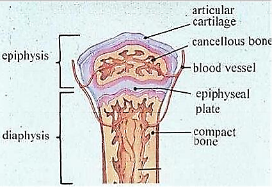 articular
cartilage
cancellous bone
epiphysis
blood vessel
epiphyseal
plate
diaphysis
compact
bone